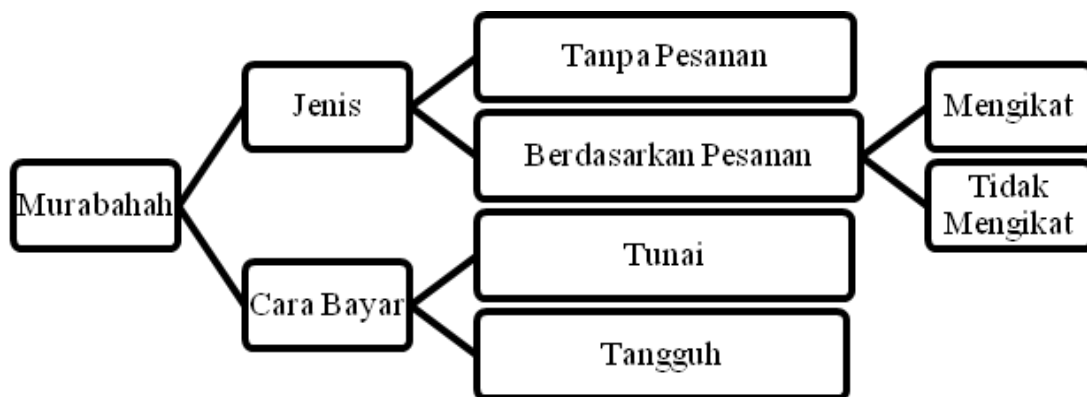 Murabahah
Jenis
Tanpa Pesanan
Berdasarkan Pesanan
Mengikat
Tidak
Mengikat
Cara Bayar
Tunai
Tangguh